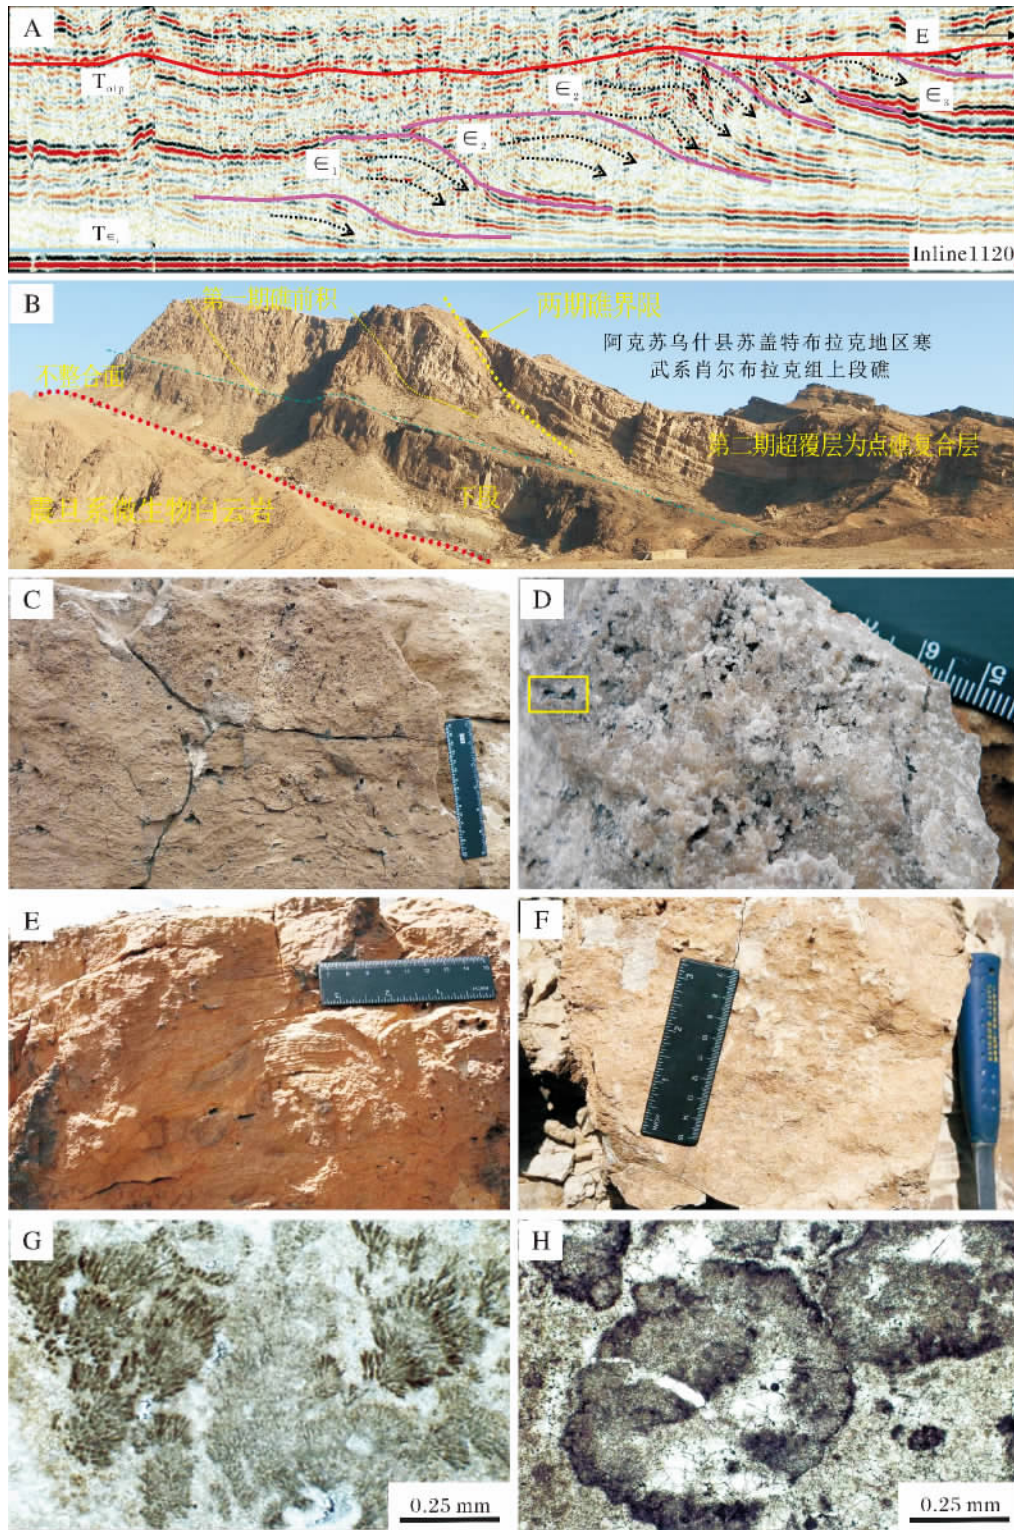 A
E
T
∈
∈₃
∈₂
∈₁
T∈₁
Inline1120
B
第一期礁前积
两期礁界限
阿克苏乌什县苏盖特布拉克地区寒
武系肖尔布拉克组上段礁
不整合面
第二期超覆层为点礁复合层
下段
震旦系微生物白云岩
C
D
6
5
E
F
3
2
1
G
H
0.25 mm
0.25 mm